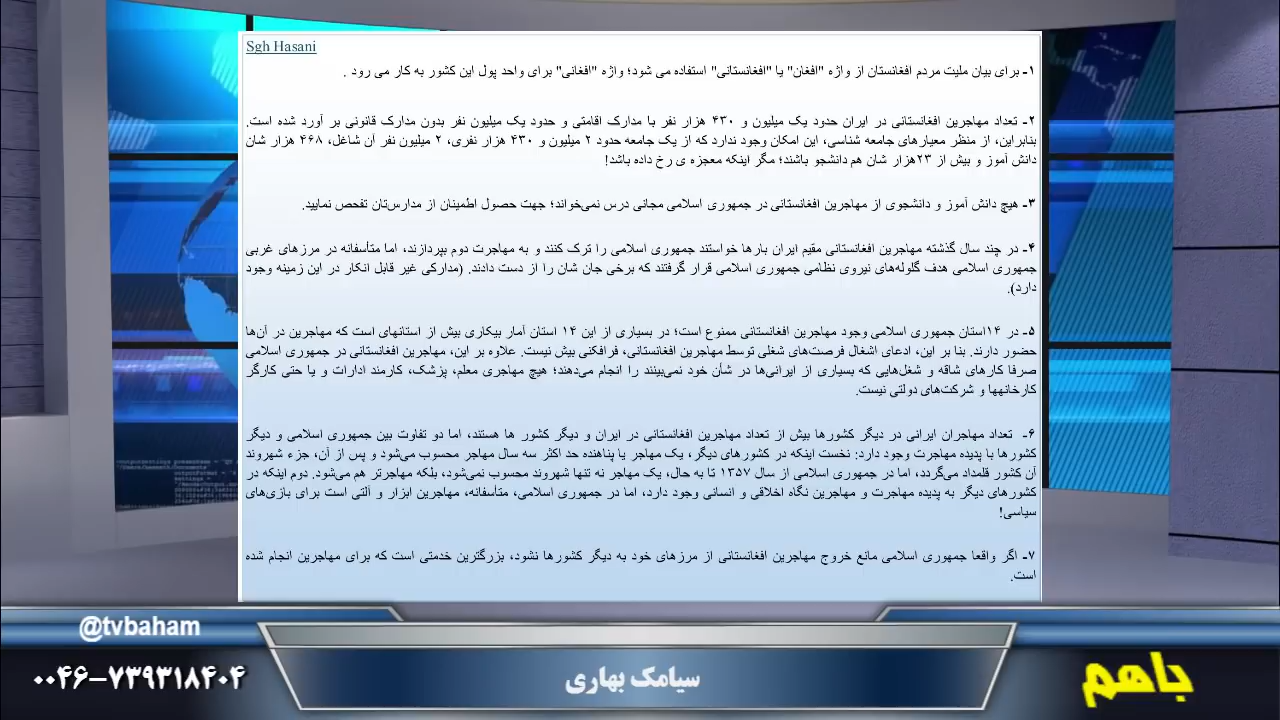 Sgh Hasani
۱- برای بیان ملیت مردم افغانستان از واژه "افغان" یا "افغانستانی" استفاده می شود؛ واژه "افغانی" برای واحد پول این کشور به کار می رود .
۲- تعداد مهاجرین افغانستانی در ایران حدود یک میلیون و ۴۳۰ هزار نفر با مدارک اقامتی و حدود یک میلیون نفر بدون مدارک قانونی بر آورد شده است.
بنابراین، از منظر معیارهای جامعه شناسی، این امکان وجود ندارد که از یک جامعه حدود ۲ میلیون و ۴۳۰ هزار نفری، ۲ میلیون نفر آن شاغل، ۴۶۸ هزار شان
دانش آموز و بیش از ۲۳هزار شان هم دانشجو باشند؛ مگر اینکه معجزه ی رخ داده باشد!
۳- هیچ دانش آموز و دانشجوی از مهاجرین افغانستانی در جمهوری اسلامی مجانی درس نمی‌خواند؛ جهت حصول اطمینان از مدارس‌تان تفحص نمایید.
۴- در چند سال گذشته مهاجرین افغانستانی مقیم ایران بارها خواستند جمهوری اسلامی را ترک کنند و به مهاجرت دوم بپردازند، اما متأسفانه در مرزهای غربی
جمهوری اسلامی هدف گلوله‌های نیروی نظامی جمهوری اسلامی قرار گرفتند که برخی جان شان را از دست دادند. (مدارکی غیر قابل انکار در این زمینه وجود
دارد).
۵- در ۱۴استان جمهوری اسلامی وجود مهاجرین افغانستانی ممنوع است؛ در بسیاری از این ۱۴ استان آمار بیکاری بیش از استانهای است که مهاجرین در آن‌ها
حضور دارند. بنا بر این، ادعای اشغال فرصت‌های شغلی توسط مهاجرین افغانستانی، فرافکنی بیش نیست. علاوه بر این، مهاجرین افغانستانی در جمهوری اسلامی
صرفا کارهای شاقه و شغل‌هایی که بسیاری از ایرانی‌ها در شأن خود نمی‌بینند را انجام می‌دهند؛ هیچ مهاجری معلم، پزشک، کارمند ادارات و یا حتی کارگر
کارخانهها و شرکت‌های دولتی نیست.
۶- تعداد مهاجران ایرانی در دیگر کشورها بیش از تعداد مهاجرین افغانستانی در ایران و دیگر کشور ها هستند، اما دو تفاوت بین جمهوری اسلامی و دیگر
کشورها با پدیده مهاجرت وجود دارد: نخست اینکه در کشورهای دیگر، یک مهاجر یا پناهنده حد اکثر سه سال مهاجر محسوب می‌شود و پس از آن، جزء شهروند
آن کشور قلمداد می‌گردد. اما در جمهوری اسلامی از سال ۱۳۵۷ تا به حال یک مهاجر نه تنها شهروند محسوب نمی‌شود، بلکه مهاجرتر هم می‌شود. دوم اینکه در
کشورهای دیگر به پدیده مهاجرت و مهاجرین نگاه اخلاقی و انسانی وجود دارد، اما در جمهوری اسلامی، متأسفانه، مهاجرین ابزار و آلتی است برای بازی‌های
سیاسی!
۷- اگر واقعا جمهوری اسلامی مانع خروج مهاجرین افغانستانی از مرزهای خود به دیگر کشورها نشود، بزرگترین خدمتی است که برای مهاجرین انجام شده
است.
@tvbaham
۰۰۴۶-۷۳۹۳۱۸۴۰۴
سیامک بهاری
باهم